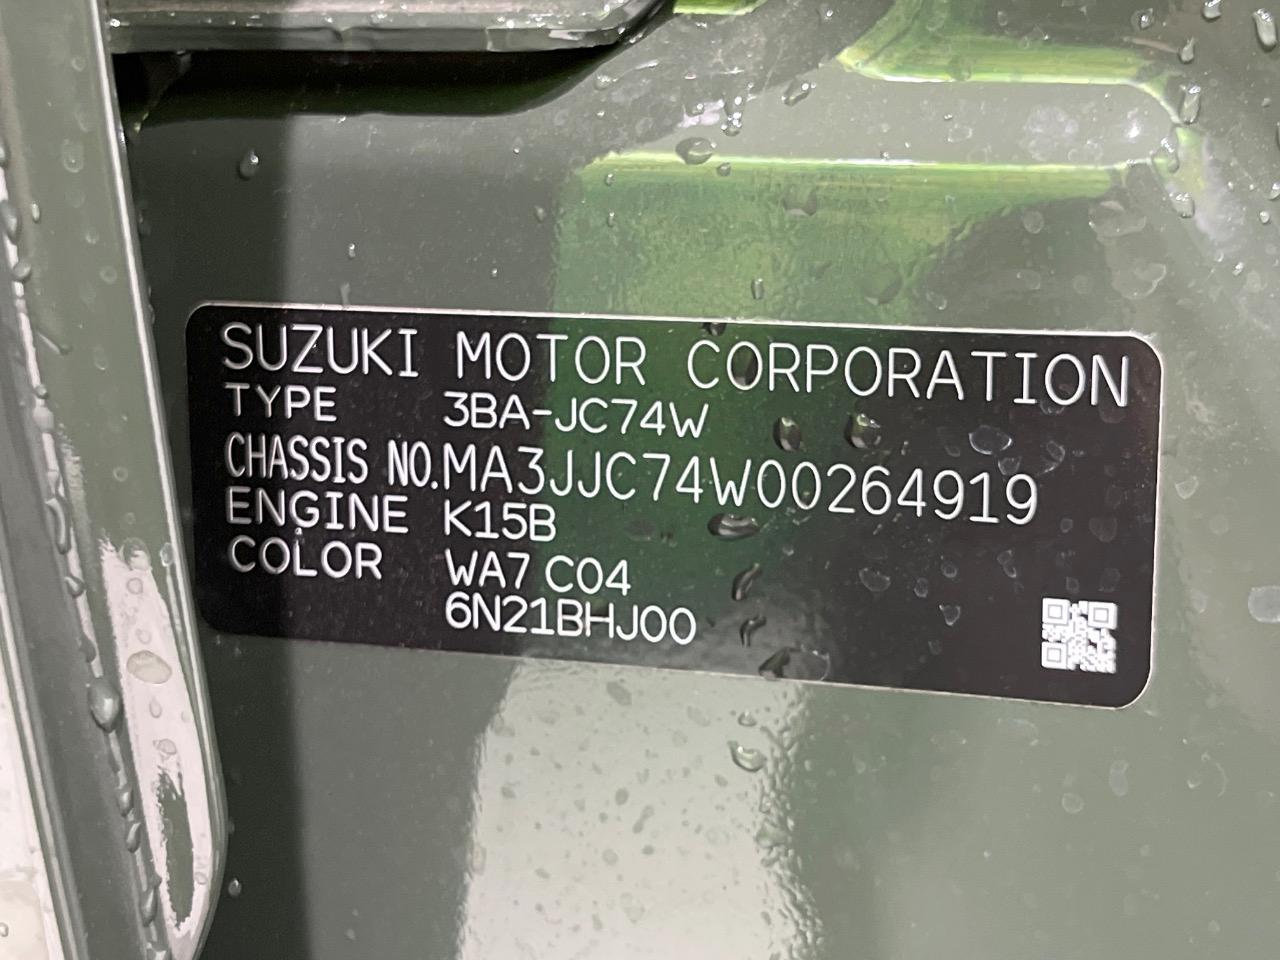 SUZUKI MOTOR CORPORATION
TYPE 3BA-JC74W
CHASSIS NO.MA3JJC74W00264919
ENGINE K15B
COLOR WA7 C04
6N21BHJ00